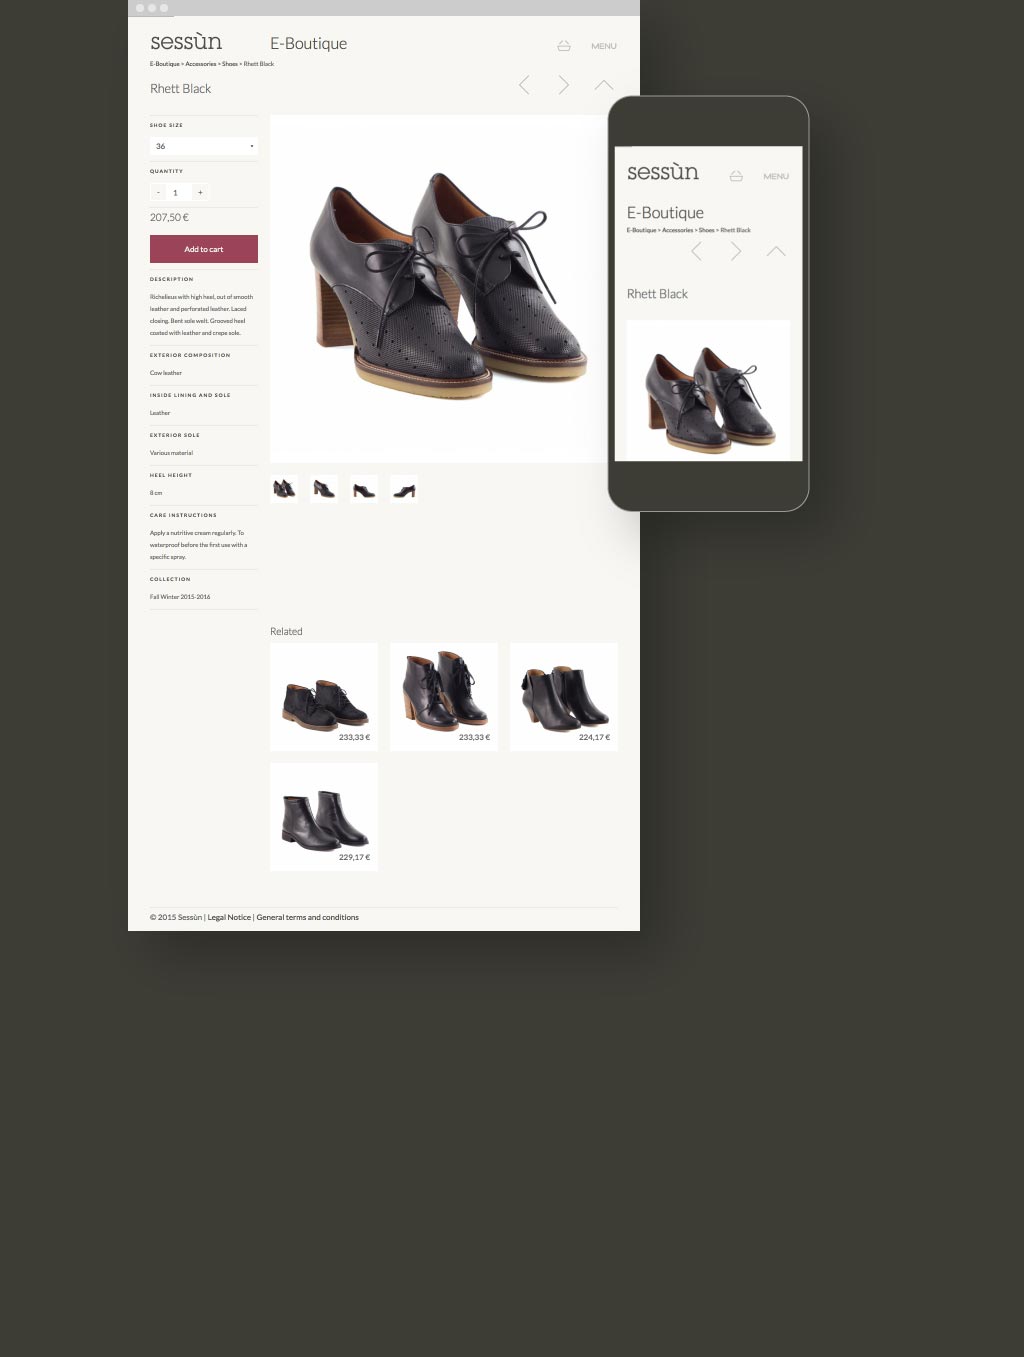 sessùn
E-Boutique
MENU
E-Boutique > Accessories > Shoes > Rhett Black
Rhett Black
SHOE SIZE
36
QUANTITY
- 1 +
207,50 €
Add to cart
DESCRIPTION
Richelieus with high heel, out of smooth
leather and perforated leather. Laced
closing. Bent sole welt. Grooved heel
coated with leather and crepe sole.
EXTERIOR COMPOSITION
Cow leather
INSIDE LINING AND SOLE
Leather
EXTERIOR SOLE
Various material
HEEL HEIGHT
8 cm
CARE INSTRUCTIONS
Apply a nutritive cream regularly. To
waterproof before the first use with a
specific spray.
COLLECTION
Fall Winter 2015-2016
Related
233,33 €
233,33 €
224,17 €
229,17 €
© 2015 Sessùn | Legal Notice | General terms and conditions
sessùn
MENU
E-Boutique
E-Boutique > Accessories > Shoes > Rhett Black
Rhett Black